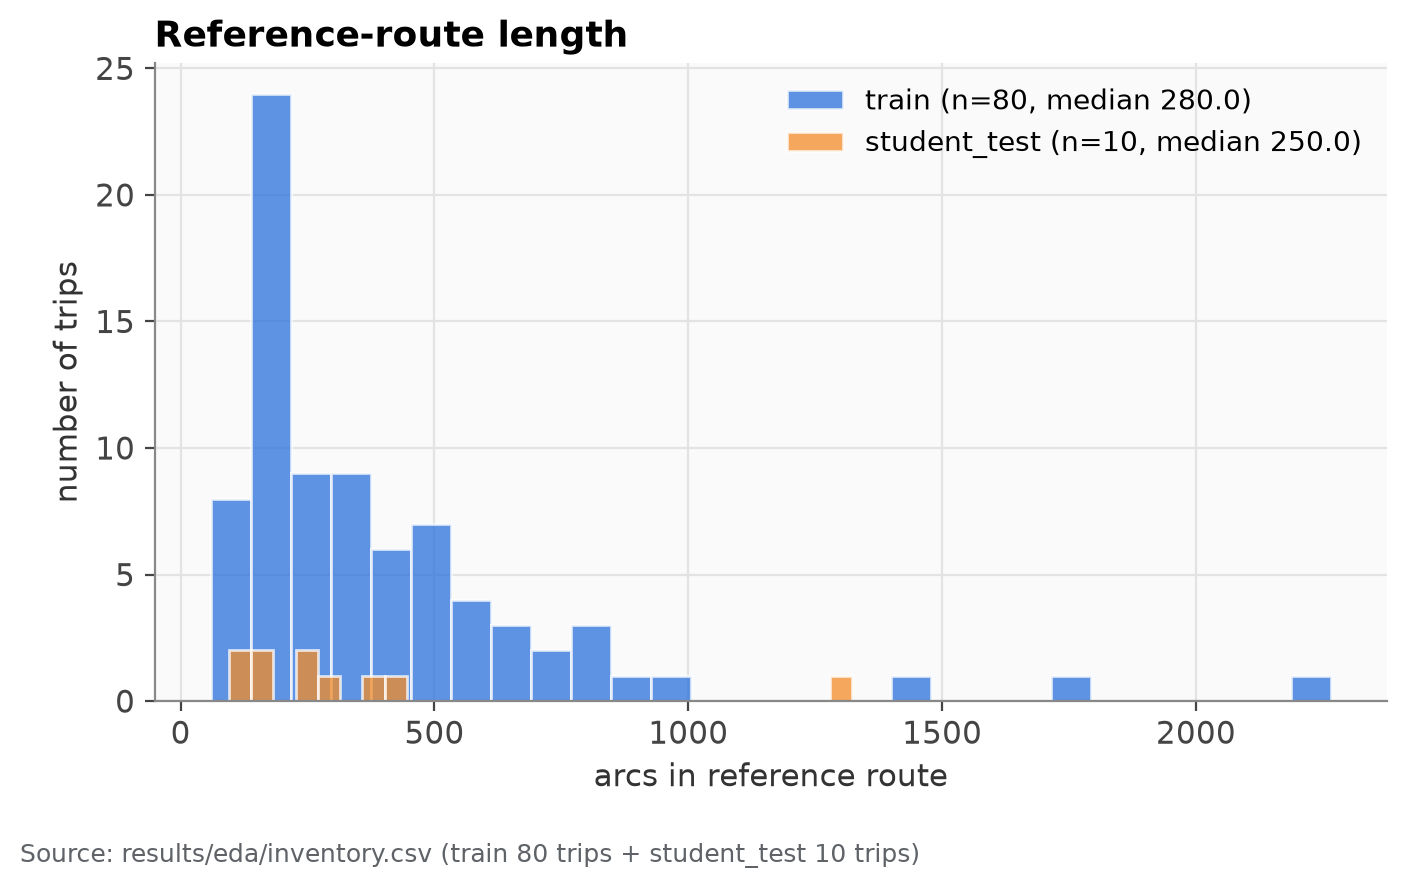 Reference-route length
train (n=80, median 280.0)
student_test (n=10, median 250.0)
number of trips
25
20
15
10
5
0
0 500 1000 1500 2000
arcs in reference route
Source: results/eda/inventory.csv (train 80 trips + student_test 10 trips)